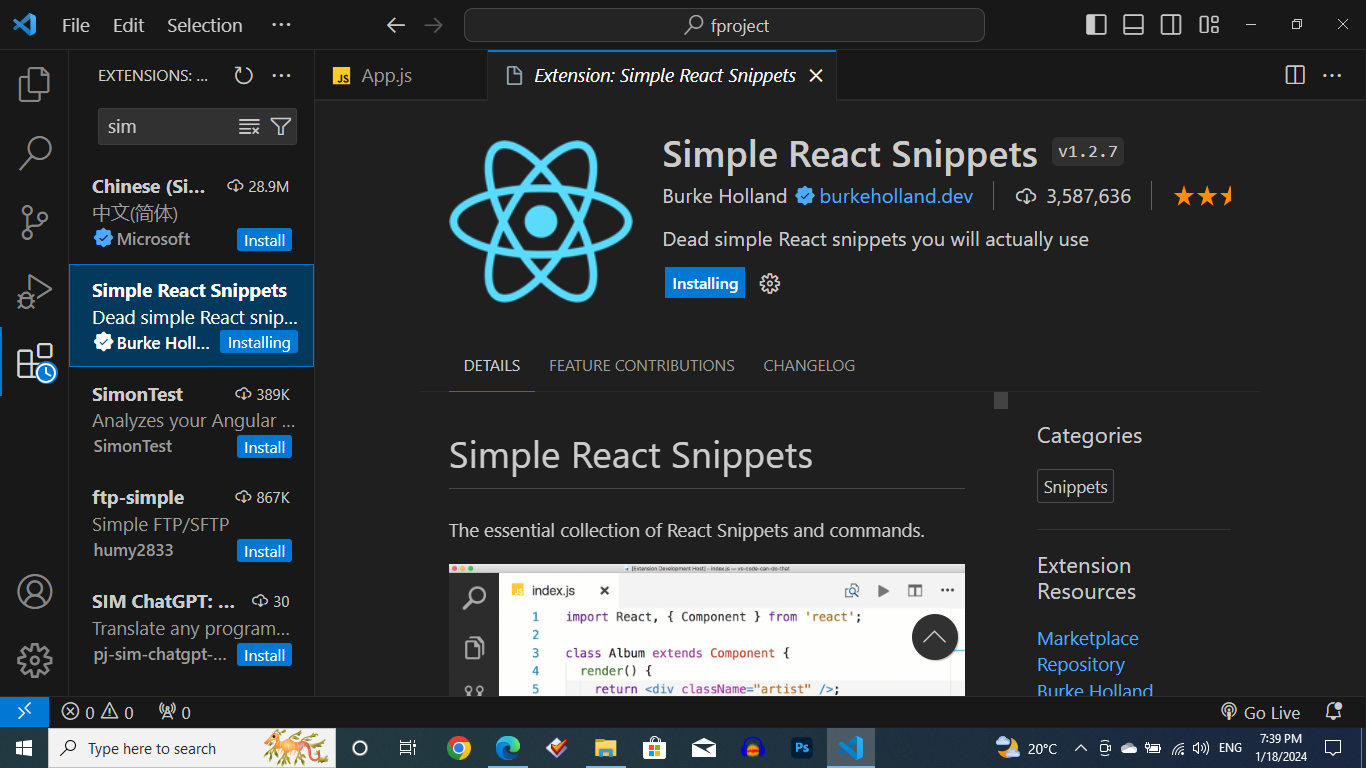 File Edit Selection ···
fproject
EXTENSIONS: ... ···
App.js
Extension: Simple React Snippets
sim
Chinese (Si... 28.9M
中文(简体)
Microsoft Install
Simple React Snippets
Dead simple React snip...
Burke Holl... Installing
SimonTest 389K
Analyzes your Angular ...
SimonTest Install
ftp-simple 867K
Simple FTP/SFTP
humy2833 Install
SIM ChatGPT: ... 30
Translate any program...
pj-sim-chatgpt-... Install
Simple React Snippets v1.2.7
Burke Holland burkeholland.dev 3,587,636
Dead simple React snippets you will actually use
Installing
DETAILS FEATURE CONTRIBUTIONS CHANGELOG
Simple React Snippets
The essential collection of React Snippets and commands.
[Extension Development Host] - index.js — vs-code-can-do-that
index.js
1 import React, { Component } from 'react';
2
3 class Album extends Component {
4 render() {
5 return <div className="artist" />;
Categories
Snippets
Extension
Resources
Marketplace
Repository
Burke Holland
0 0 0
Go Live
Type here to search
Ps
20°C
ENG
7:39 PM
1/18/2024